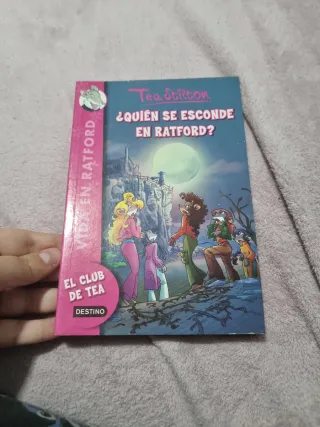 Tea Stilton
¿QUIÉN SE ESCONDE
EN RATFORD?
VIDA EN RATFORD
EL CLUB
DE TEA
DESTINO